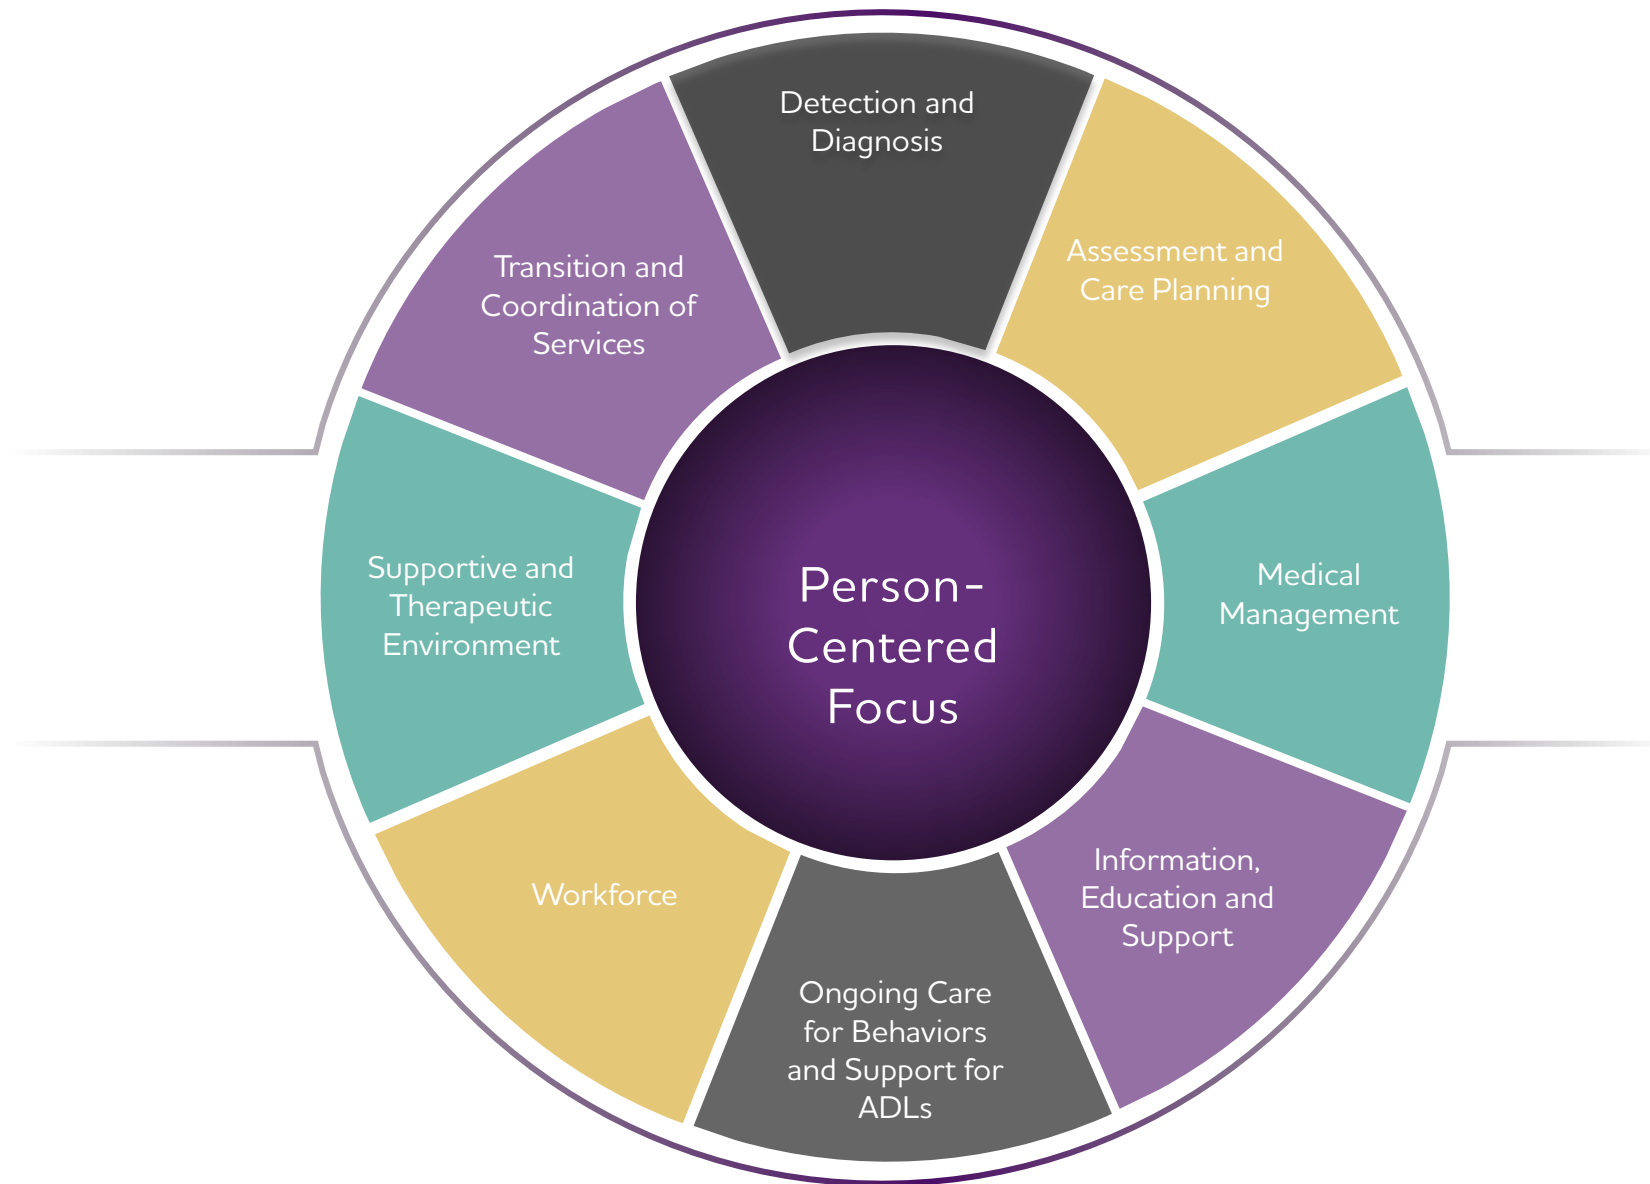 Detection and
Diagnosis
Assessment and
Care Planning
Medical
Management
Information,
Education and
Support
Ongoing Care
for Behaviors
and Support for
ADLs
Workforce
Supportive and
Therapeutic
Environment
Transition and
Coordination of
Services
Person-
Centered
Focus